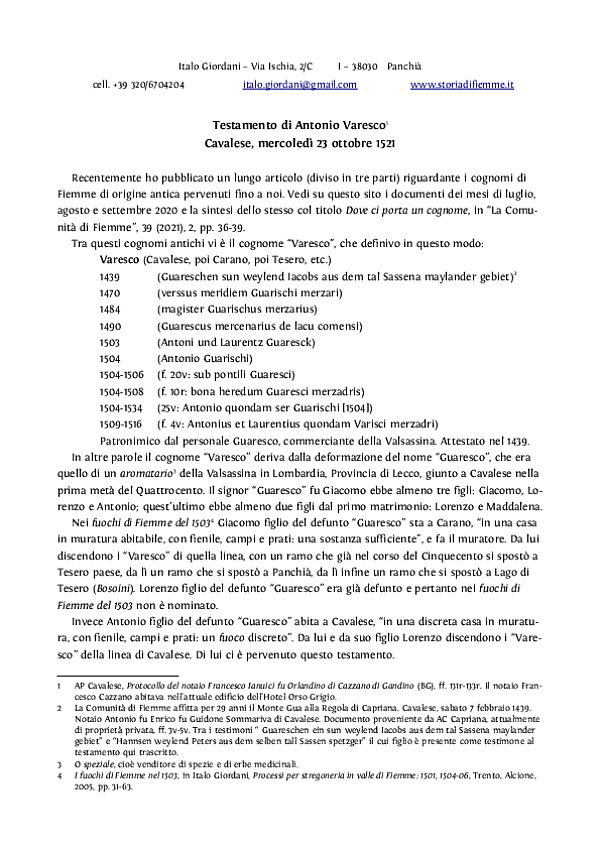 Italo Giordani – Via Ischia, 2/C I – 38030 Panchià
cell. +39 320/6704204 italo.giordani@gmail.com www.storiadifiemme.it
Testamento di Antonio Varesco1
Cavalese, mercoledì 23 ottobre 1521
Recentemente ho pubblicato un lungo articolo (diviso in tre parti) riguardante i cognomi di
Fiemme di origine antica pervenuti fino a noi. Vedi su questo sito i documenti dei mesi di luglio,
agosto e settembre 2020 e la sintesi dello stesso col titolo Dove ci porta un cognome, in "La Comu-
nità di Fiemme", 39 (2021), 2, pp. 36-39.
Tra questi cognomi antichi vi è il cognome "Varesco", che definivo in questo modo:
Varesco (Cavalese, poi Carano, poi Tesero, etc.)
1439 (Guareschen sun weylend Iacobs aus dem tal Sassena maylander gebiet)2
1470 (verssus meridiem Guarischi merzari)
1484 (magister Guarischus merzarius)
1490 (Guarescus mercenarius de lacu comensi)
1503 (Antoni und Laurentz Guaresck)
1504 (Antonio Guarischi)
1504-1506 (f. 20v: sub pontili Guaresci)
1504-1508 (f. 10r: bona heredum Guaresci merzadris)
1504-1534 (25v: Antonio quondam ser Guarischi [1504])
1509-1516 (f. 4v: Antonius et Laurentius quondam Varisci merzadri)
Patronimico dal personale Guaresco, commerciante della Valsassina. Attestato nel 1439.
In altre parole il cognome "Varesco" deriva dalla deformazione del nome "Guaresco", che era
quello di un aromatario3 della Valsassina in Lombardia, Provincia di Lecco, giunto a Cavalese nella
prima metà del Quattrocento. Il signor "Guaresco" fu Giacomo ebbe almeno tre figli: Giacomo, Lo-
renzo e Antonio; quest'ultimo ebbe almeno due figli dal primo matrimonio: Lorenzo e Maddalena.
Nei fuochi di Fiemme del 15034 Giacomo figlio del defunto "Guaresco" sta a Carano, "in una casa
in muratura abitabile, con fienile, campi e prati: una sostanza sufficiente", e fa il muratore. Da lui
discendono i "Varesco" di quella linea, con un ramo che già nel corso del Cinquecento si spostò a
Tesero paese, da lì un ramo che si spostò a Panchià, da lì infine un ramo che si spostò a Lago di
Tesero (Bosoini). Lorenzo figlio del defunto "Guaresco" era già defunto e pertanto nei fuochi di
Fiemme del 1503 non è nominato.
Invece Antonio figlio del defunto "Guaresco" abita a Cavalese, "in una discreta casa in muratu-
ra, con fienile, campi e prati: un fuoco discreto". Da lui e da suo figlio Lorenzo discendono i "Vare-
sco" della linea di Cavalese. Di lui ci è pervenuto questo testamento.
1 AP Cavalese, Protocollo del notaio Francesco Ianuici fu Orlandino di Cazzano di Gandino (BG), ff. 131r-133r. Il notaio Fran-
cesco Cazzano abitava nell'attuale edificio dell'Hotel Orso Grigio.
2 La Comunità di Fiemme affitta per 29 anni il Monte Gua alla Regola di Capriana. Cavalese, sabato 7 febbraio 1439.
Notaio Antonio fu Enrico fu Guidone Sommariva di Cavalese. Documento proveniente da AC Capriana, attualmente
di proprietà privata, ff. 3v-5v. Tra i testimoni " Guareschen ein sun weylend Iacobs aus dem tal Sassena maylander
gebiet" e "Hannsen weylend Peters aus dem selben tall Sassen spetzger" il cui figlio è presente come testimone al
testamento qui trascritto.
3 O speziale, cioè venditore di spezie e di erbe medicinali.
4 I fuochi di Fiemme nel 1503, in Italo Giordani, Processi per stregoneria in valle di Fiemme: 1501, 1504-06, Trento, Alcione,
2005, pp. 31-63.